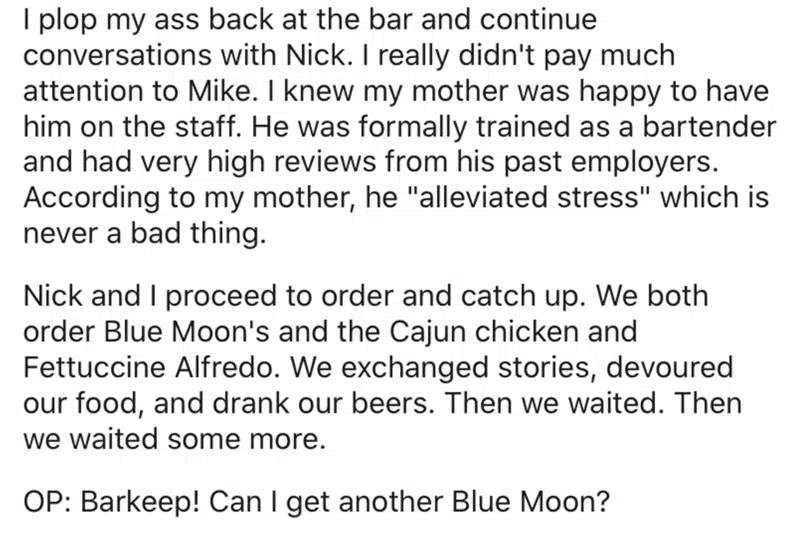 I plop my ass back at the bar and continue
conversations with Nick. I really didn't pay much
attention to Mike. I knew my mother was happy to have
him on the staff. He was formally trained as a bartender
and had very high reviews from his past employers.
According to my mother, he "alleviated stress" which is
never a bad thing.
Nick and I proceed to order and catch up. We both
order Blue Moon's and the Cajun chicken and
Fettuccine Alfredo. We exchanged stories, devoured
our food, and drank our beers. Then we waited. Then
we waited some more.
OP: Barkeep! Can I get another Blue Moon?